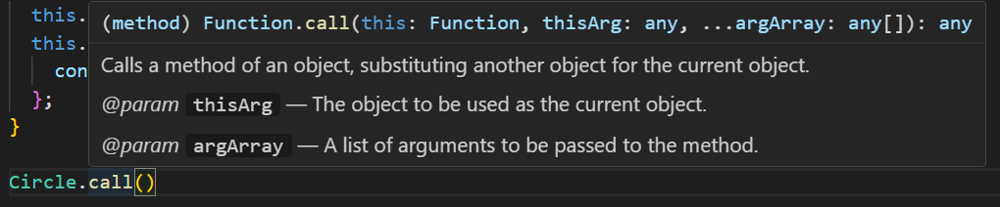 this.
(method) Function.call(this: Function, thisArg: any, ...argArray: any[]): any
this.
Calls a method of an object, substituting another object for the current object.
con
@param thisArg — The object to be used as the current object.
};
}
@param argArray — A list of arguments to be passed to the method.
Circle.call()